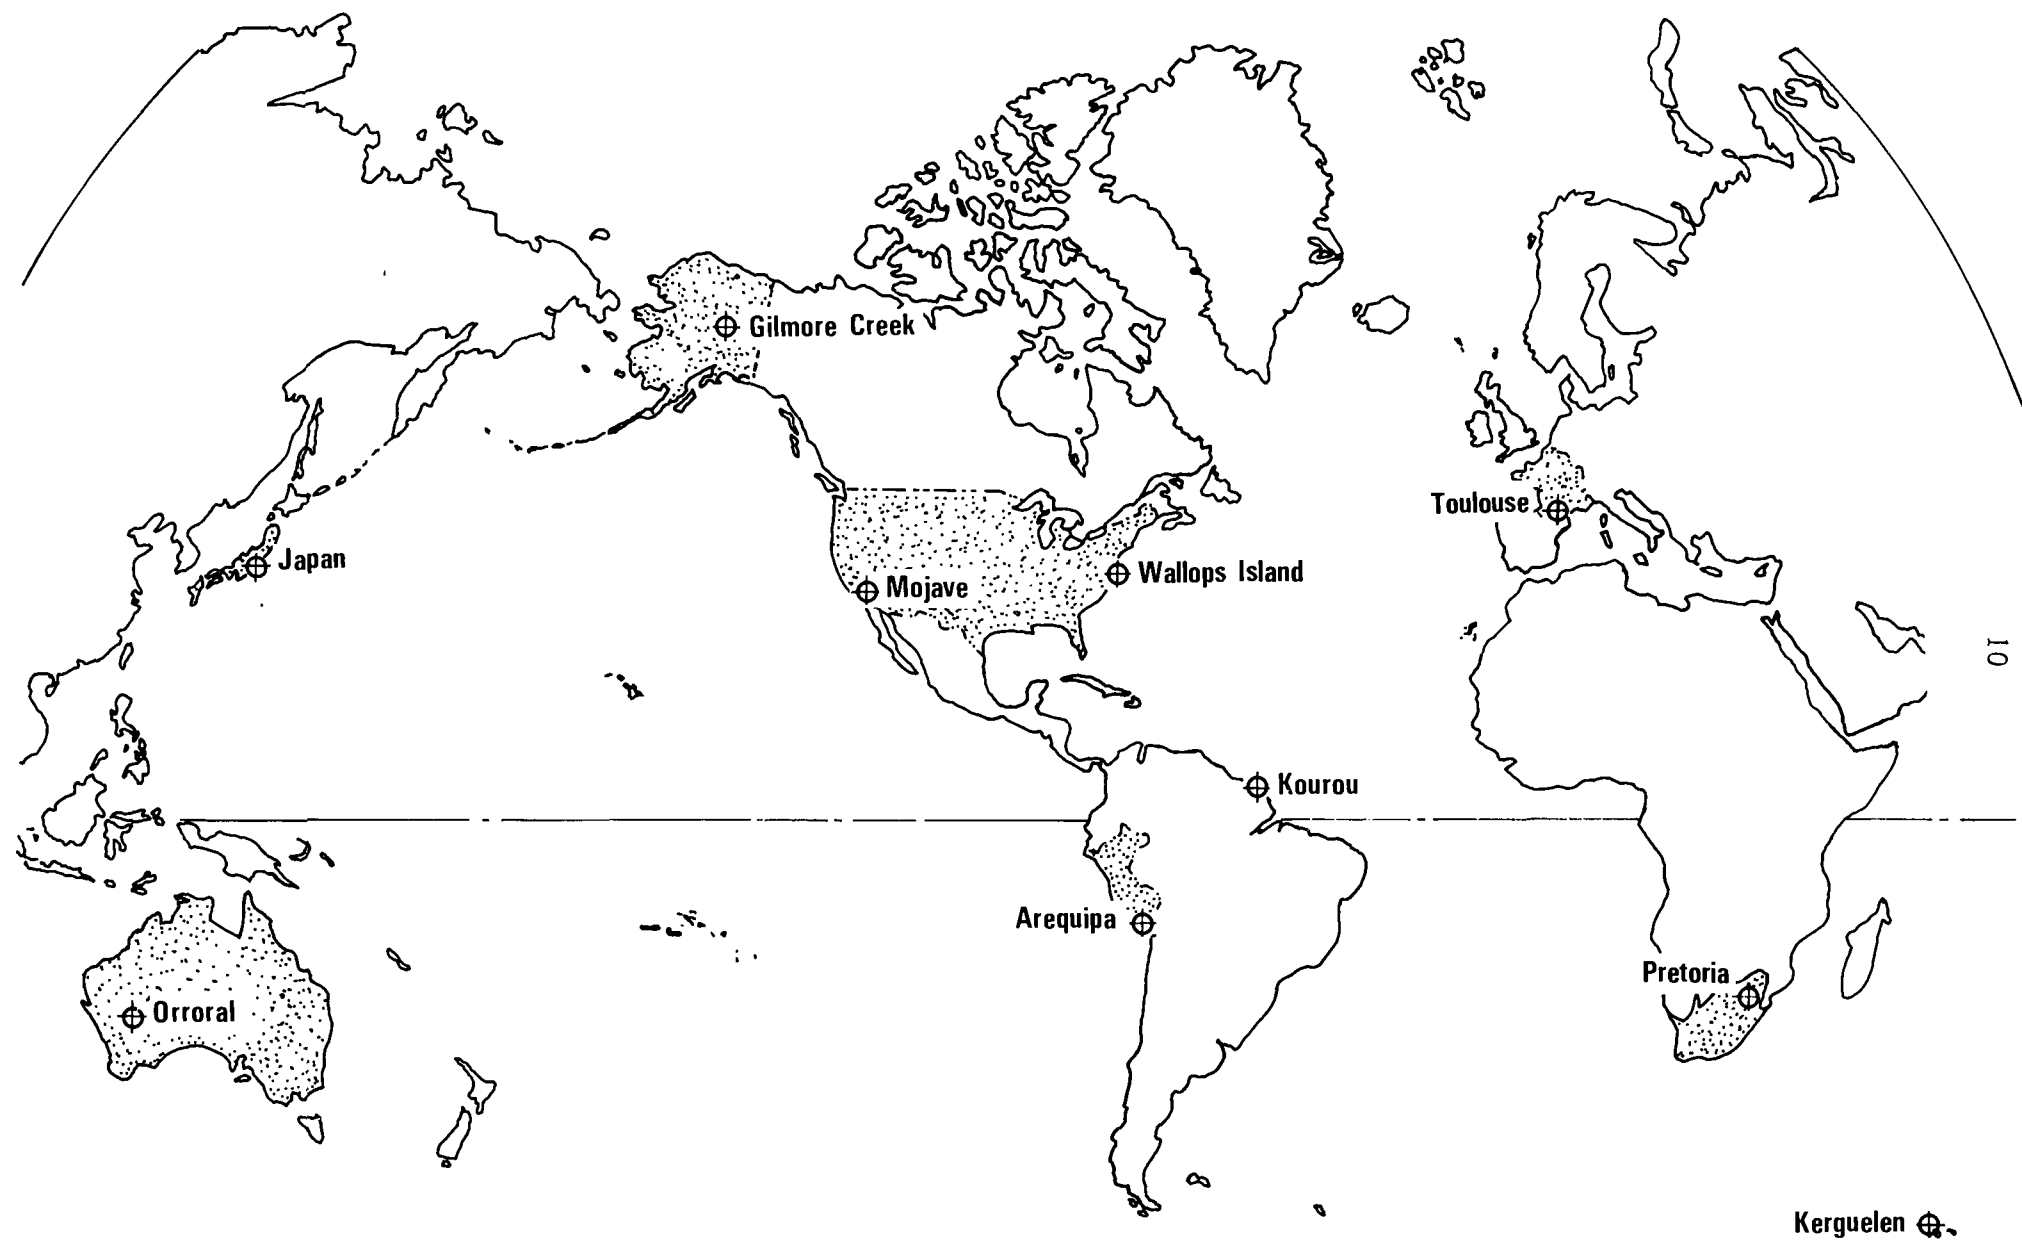 Gilmore Creek
Toulouse
Japan
Mojave
Wallops Island
10
Kourou
Arequipa
Pretoria
Orroral
Kerguelen